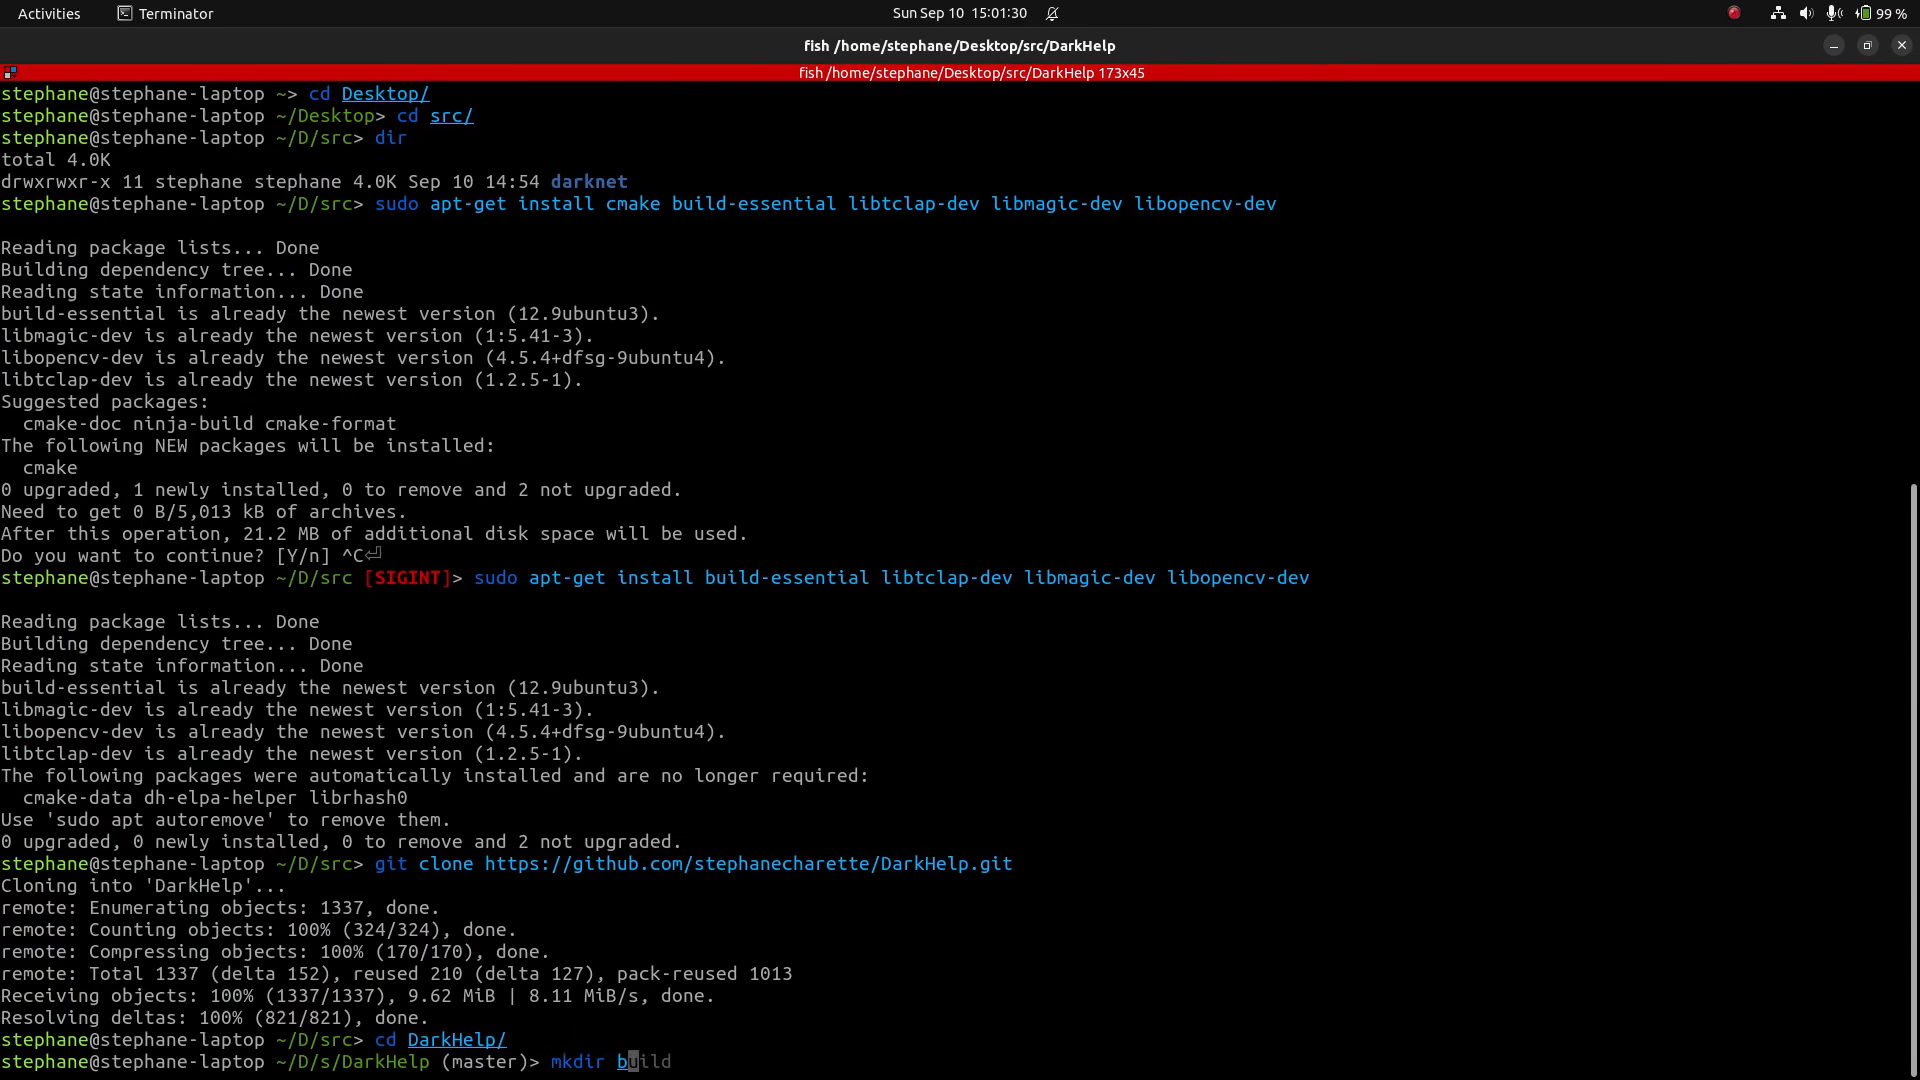 Activities Terminator Sun Sep 10 15:01:30 99 %
fish /home/stephane/Desktop/src/DarkHelp
fish /home/stephane/Desktop/src/DarkHelp 173x45
stephane@stephane-laptop ~> cd Desktop/
stephane@stephane-laptop ~/Desktop> cd src/
stephane@stephane-laptop ~/D/src> dir
total 4.0K
drwxrwxr-x 11 stephane stephane 4.0K Sep 10 14:54 darknet
stephane@stephane-laptop ~/D/src> sudo apt-get install cmake build-essential libtclap-dev libmagic-dev libopencv-dev
Reading package lists... Done
Building dependency tree... Done
Reading state information... Done
build-essential is already the newest version (12.9ubuntu3).
libmagic-dev is already the newest version (1:5.41-3).
libopencv-dev is already the newest version (4.5.4+dfsg-9ubuntu4).
libtclap-dev is already the newest version (1.2.5-1).
Suggested packages:
  cmake-doc ninja-build cmake-format
The following NEW packages will be installed:
  cmake
0 upgraded, 1 newly installed, 0 to remove and 2 not upgraded.
Need to get 0 B/5,013 kB of archives.
After this operation, 21.2 MB of additional disk space will be used.
Do you want to continue? [Y/n] ^C⏎
stephane@stephane-laptop ~/D/src [SIGINT]> sudo apt-get install build-essential libtclap-dev libmagic-dev libopencv-dev
Reading package lists... Done
Building dependency tree... Done
Reading state information... Done
build-essential is already the newest version (12.9ubuntu3).
libmagic-dev is already the newest version (1:5.41-3).
libopencv-dev is already the newest version (4.5.4+dfsg-9ubuntu4).
libtclap-dev is already the newest version (1.2.5-1).
The following packages were automatically installed and are no longer required:
  cmake-data dh-elpa-helper librhash0
Use 'sudo apt autoremove' to remove them.
0 upgraded, 0 newly installed, 0 to remove and 2 not upgraded.
stephane@stephane-laptop ~/D/src> git clone https://github.com/stephanecharette/DarkHelp.git
Cloning into 'DarkHelp'...
remote: Enumerating objects: 1337, done.
remote: Counting objects: 100% (324/324), done.
remote: Compressing objects: 100% (170/170), done.
remote: Total 1337 (delta 152), reused 210 (delta 127), pack-reused 1013
Receiving objects: 100% (1337/1337), 9.62 MiB | 8.11 MiB/s, done.
Resolving deltas: 100% (821/821), done.
stephane@stephane-laptop ~/D/src> cd DarkHelp/
stephane@stephane-laptop ~/D/s/DarkHelp (master)> mkdir build